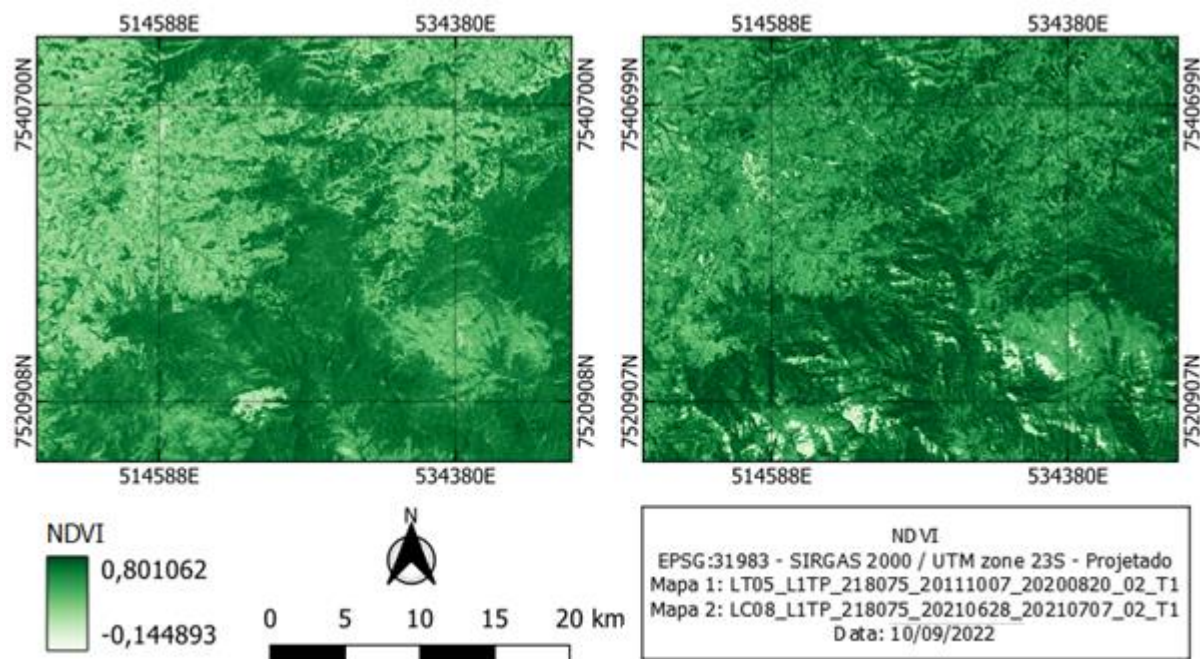 514588E 534380E 514588E 534380E
7540700N 7540700N 7540699N 7540699N
7520908N 7520908N 7520907N 7520907N
514588E 534380E 514588E 534380E
NDVI
0,801062
-0,144893
N
0 5 10 15 20 km
NDVI
EPSG:31983 - SIRGAS 2000 / UTM zone 23S - Projetado
Mapa 1: LT05_L1TP_218075_20111007_20200820_02_T1
Mapa 2: LC08_L1TP_218075_20210628_20210707_02_T1
Data: 10/09/2022